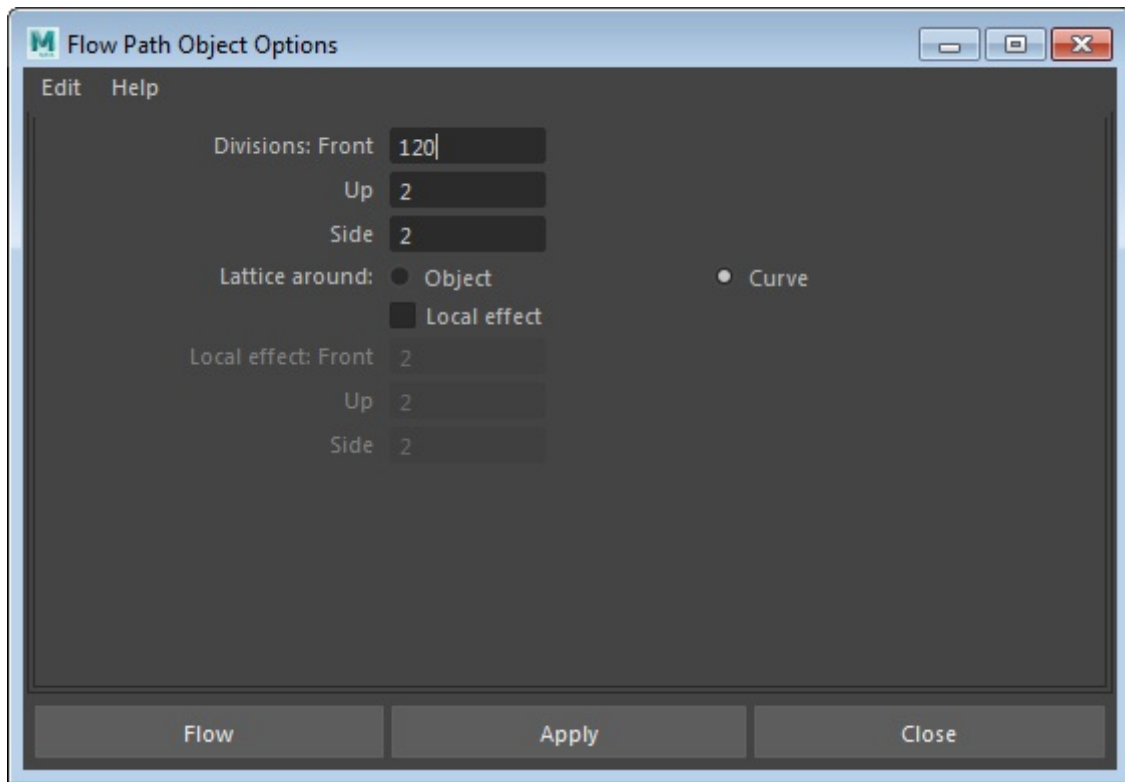 Flow Path Object Options
Edit Help
Divisions: Front 120
Up 2
Side 2
Lattice around: Object Curve
Local effect
Local effect: Front 2
Up 2
Side 2
Flow Apply Close